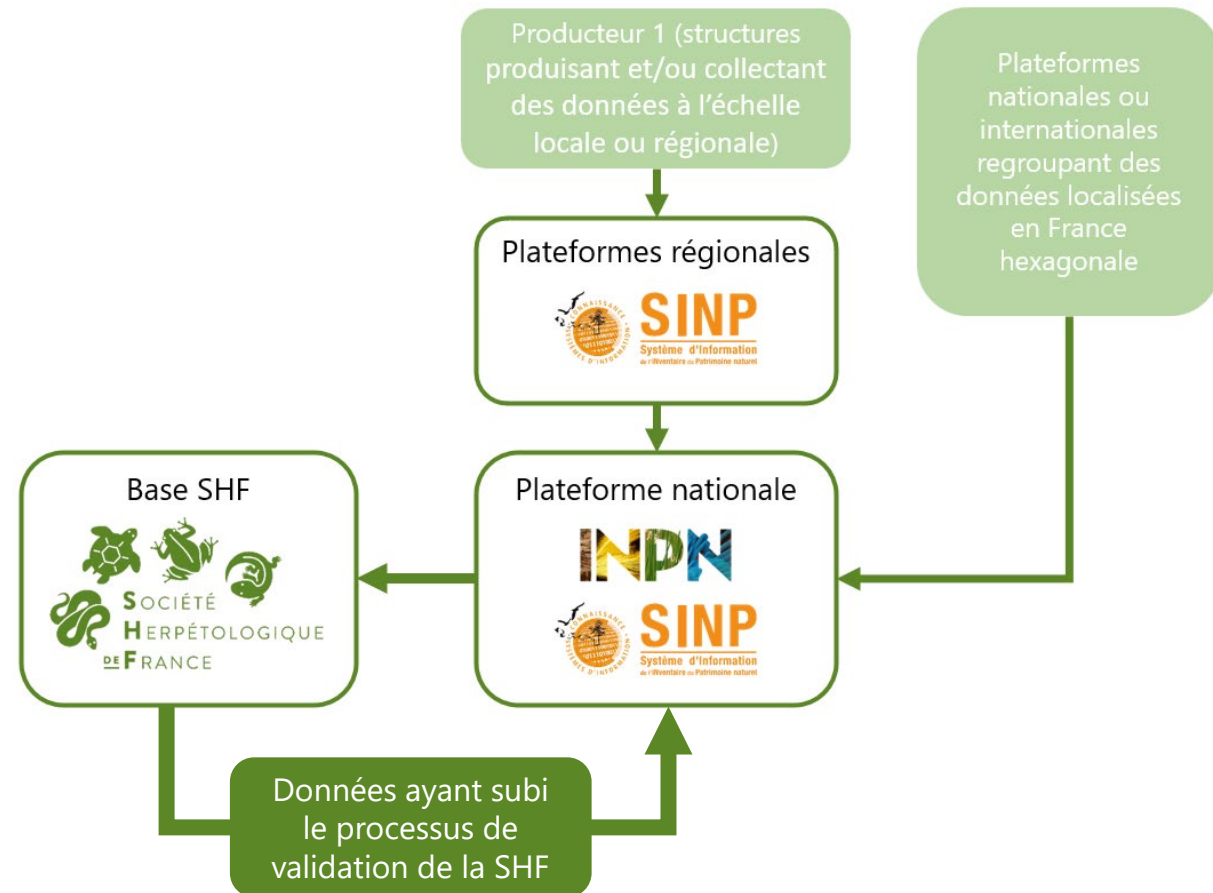 Producteur 1 (structures
produisant et/ou collectant
des données à l’échelle
locale ou régionale)
Plateformes
nationales ou
internationales
regroupant des
données localisées
en France
hexagonale
Plateformes régionales
SINP
Système d'Information
de l'INventaire du Patrimoine naturel
Base SHF
SOCIÉTÉ
HERPÉTOLOGIQUE
DE FRANCE
Plateforme nationale
INPN
SINP
Système d'Information
de l'INventaire du Patrimoine naturel
Données ayant subi
le processus de
validation de la SHF